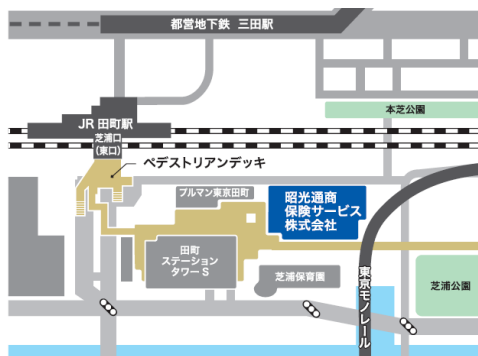 都営地下鉄 三田駅
本芝公園
JR 田町駅
芝浦口
(東口)
ペデストリアンデッキ
プルマン東京田町
昭光通商
保険サービス
株式会社
田町
ステーション
タワー S
芝浦保育園
東京モノレール
芝浦公園